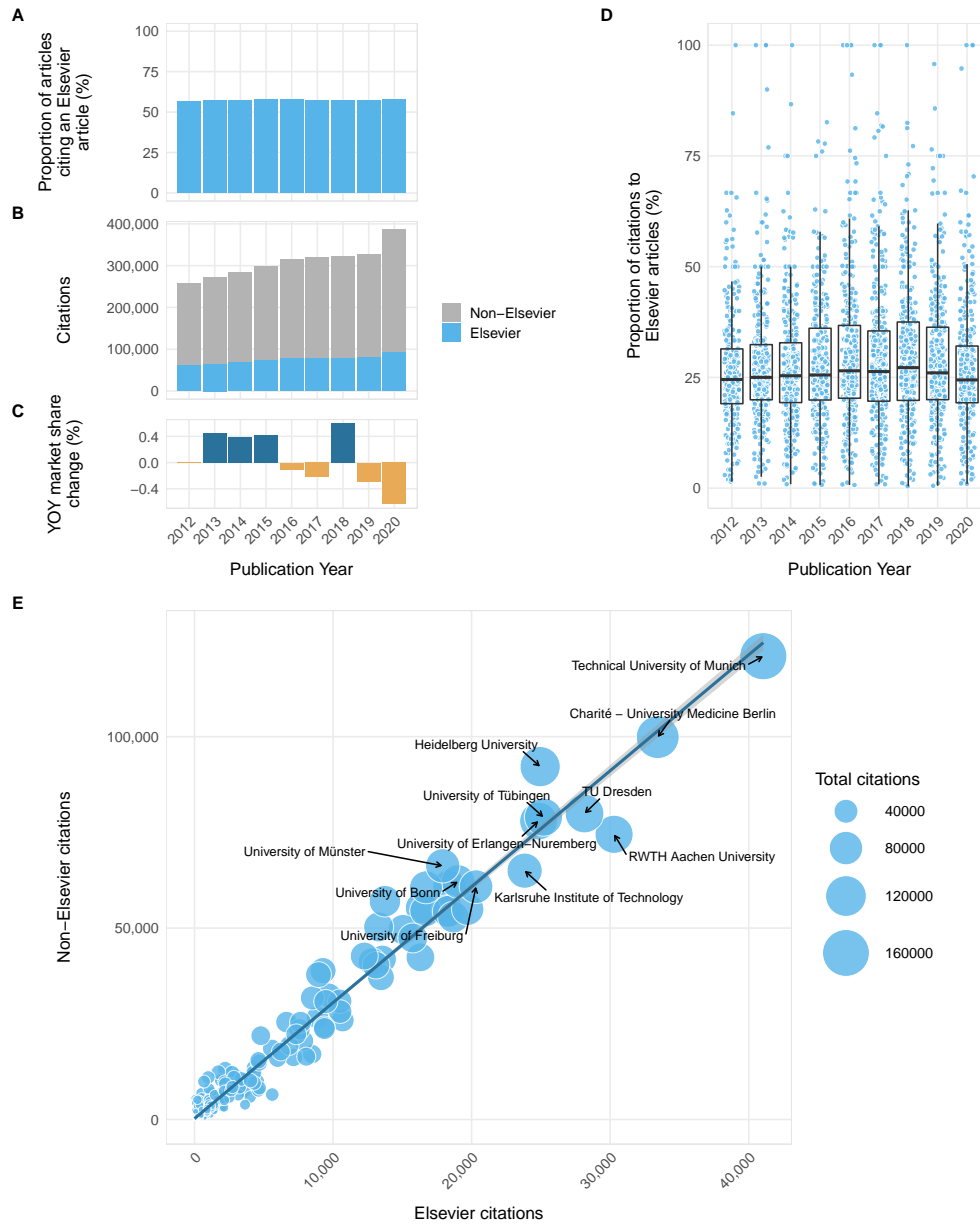 A
Proportion of articles
citing an Elsevier
article (%)
100
75
50
25
0
B
Citations
400,000
300,000
200,000
100,000
0
Non−Elsevier
Elsevier
C
YOY market share
change (%)
0.4
0.0
−0.4
2012
2013
2014
2015
2016
2017
2018
2019
2020
Publication Year
D
Proportion of citations to
Elsevier articles (%)
100
75
50
25
0
2012
2013
2014
2015
2016
2017
2018
2019
2020
Publication Year
E
Non−Elsevier citations
100,000
50,000
0
Technical University of Munich
Charité − University Medicine Berlin
Heidelberg University
TU Dresden
University of Tübingen
University of Erlangen−Nuremberg
University of Münster
RWTH Aachen University
University of Bonn
Karlsruhe Institute of Technology
University of Freiburg
0
10,000
20,000
30,000
40,000
Elsevier citations
Total citations
40000
80000
120000
160000